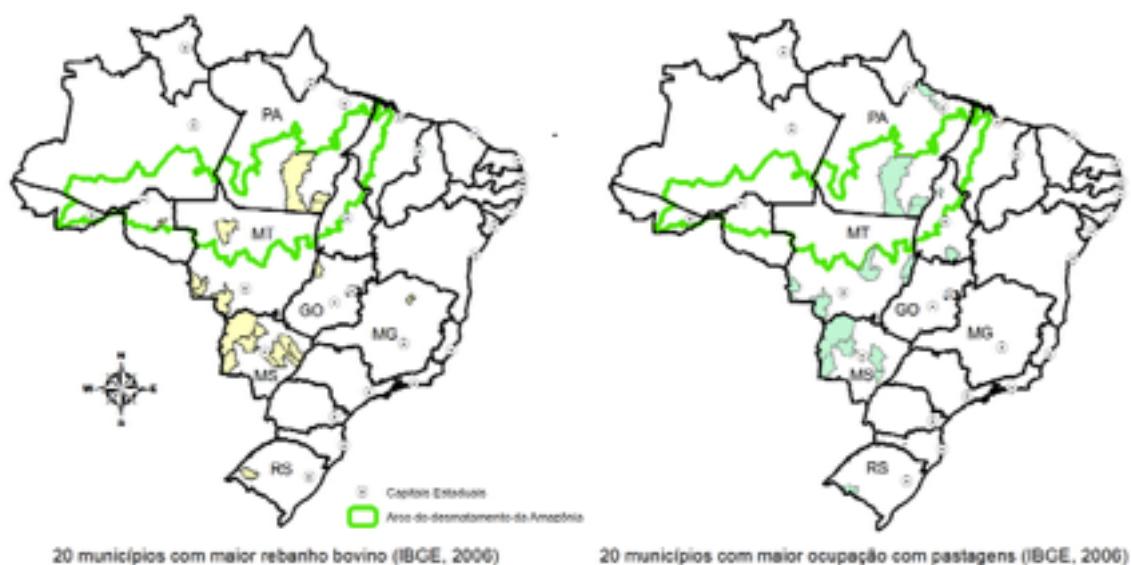 PA
MT
GO
MG
MS
RS
N
W
E
S
Capitais Estaduais
Arco do desmatamento da Amazônia
20 municípios com maior rebanho bovino (IBGE, 2006)
PA
MT
GO
MG
MS
RS
20 municípios com maior ocupação com pastagens (IBGE, 2006)